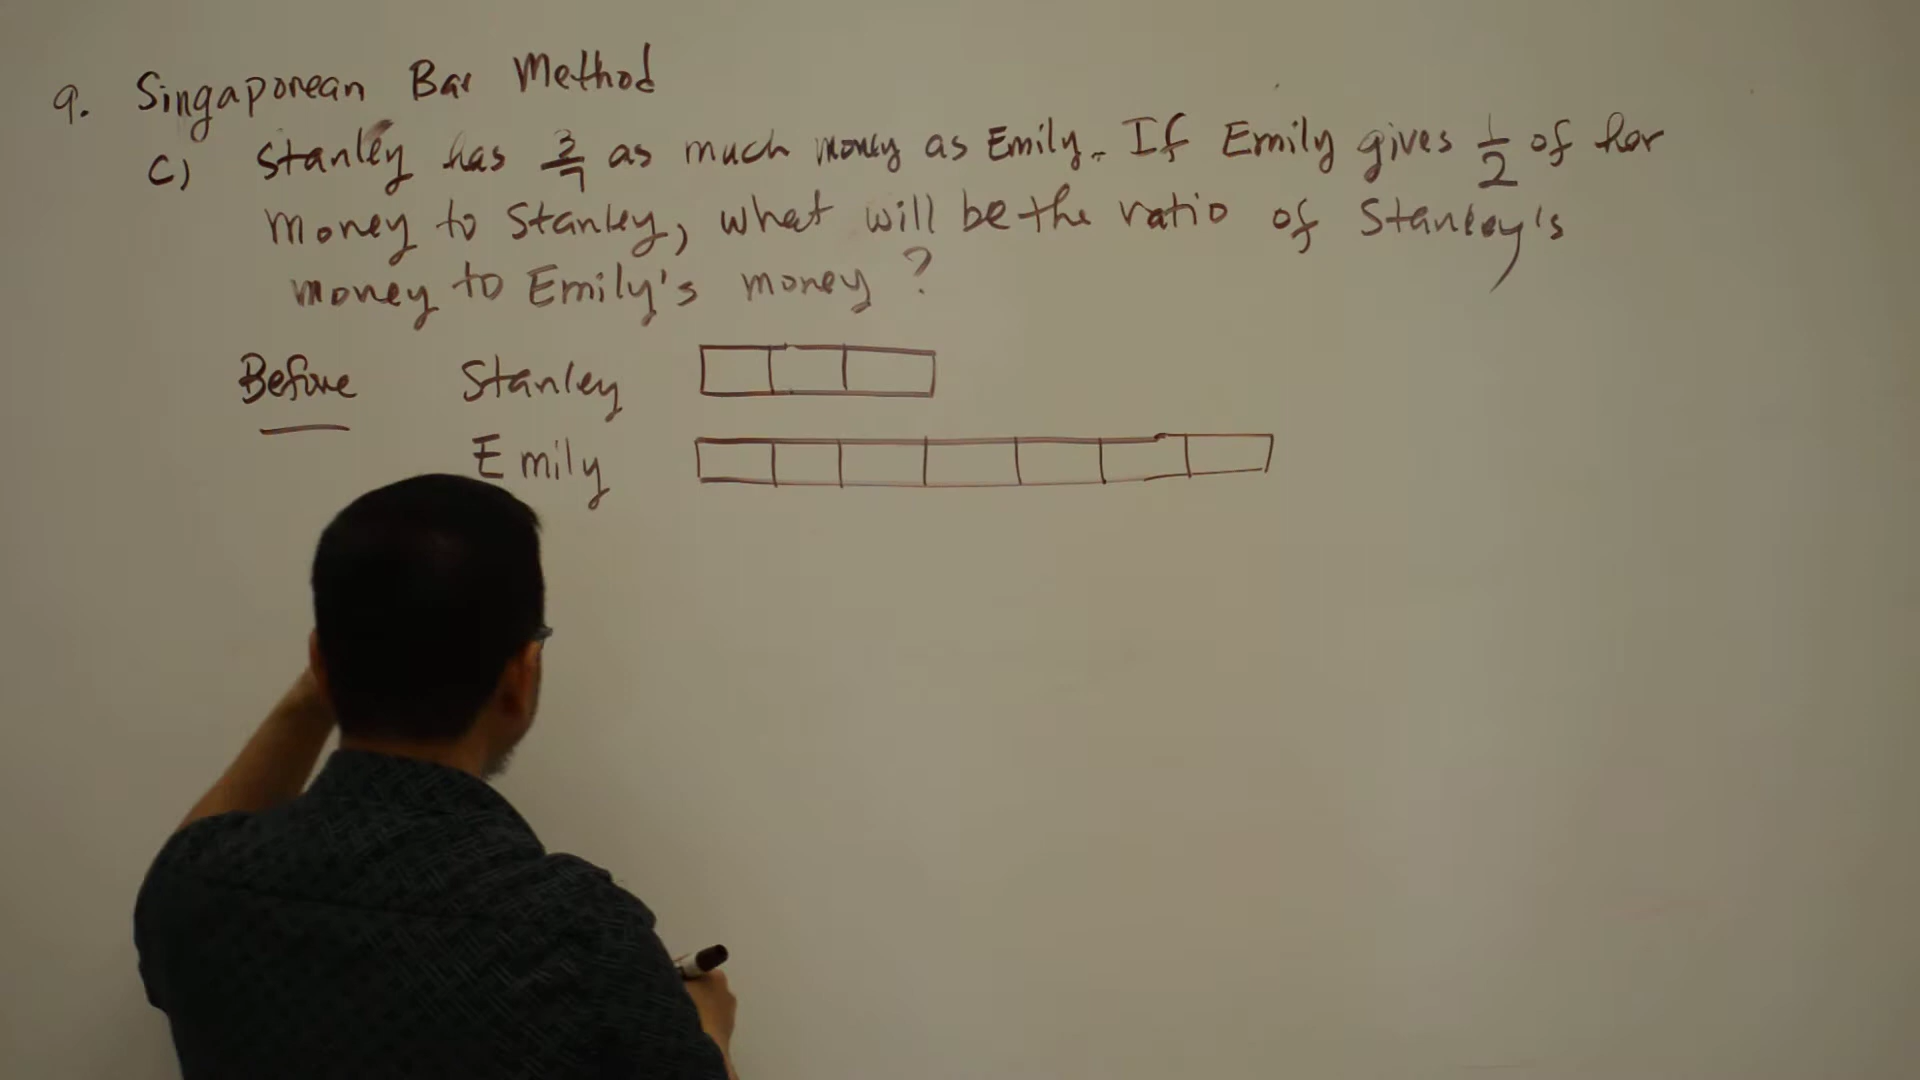 9. Singaporean Bar Method
c) Stanley has 3/7 as much money as Emily. If Emily gives 1/2 of her
money to Stanley, what will be the ratio of Stanley's
money to Emily's money?
Before Stanley
Emily